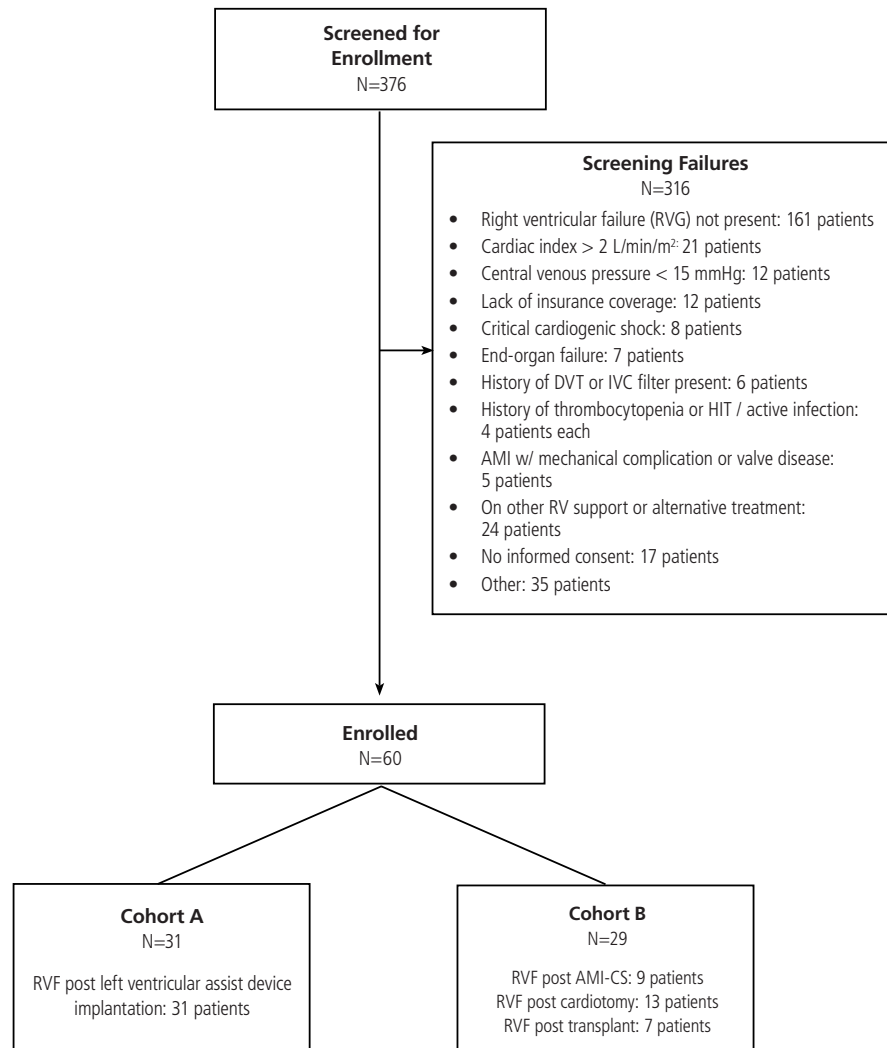 Screened for
Enrollment
N=376
Screening Failures
N=316
• Right ventricular failure (RVG) not present: 161 patients
• Cardiac index > 2 L/min/m²: 21 patients
• Central venous pressure < 15 mmHg: 12 patients
• Lack of insurance coverage: 12 patients
• Critical cardiogenic shock: 8 patients
• End-organ failure: 7 patients
• History of DVT or IVC filter present: 6 patients
• History of thrombocytopenia or HIT / active infection:
4 patients each
• AMI w/ mechanical complication or valve disease:
5 patients
• On other RV support or alternative treatment:
24 patients
• No informed consent: 17 patients
• Other: 35 patients
Enrolled
N=60
Cohort A
N=31
RVF post left ventricular assist device
implantation: 31 patients
Cohort B
N=29
RVF post AMI-CS: 9 patients
RVF post cardiotomy: 13 patients
RVF post transplant: 7 patients